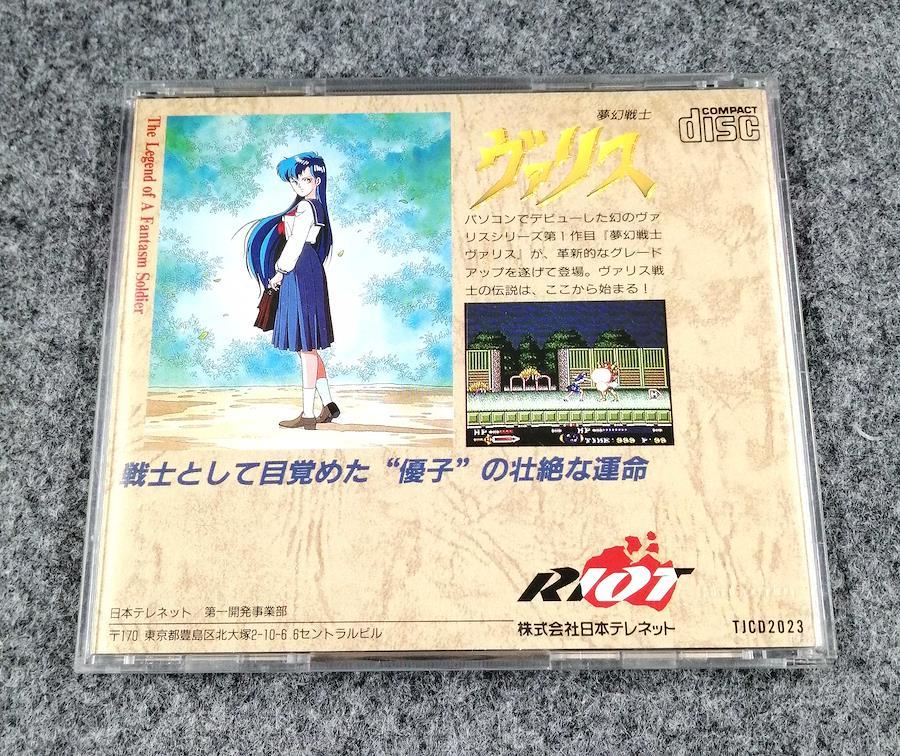 The Legend of A Fantasm Soldier
夢幻戦士
ヴァリス
COMPACT
disc
パソコンでデビューした幻のヴァ
リスシリーズ第1作目『夢幻戦士
ヴァリス』が、革新的なグレード
アップを遂げて登場。ヴァリス戦
士の伝説は、ここから始まる！
TIME.999 A.99
戦士として目覚めた“優子”の壮絶な運命
RIOT
日本テレネット 第一開発事業部
〒170 東京都豊島区北大塚2-10-6 6セントラルビル
株式会社日本テレネット
TJCD2023